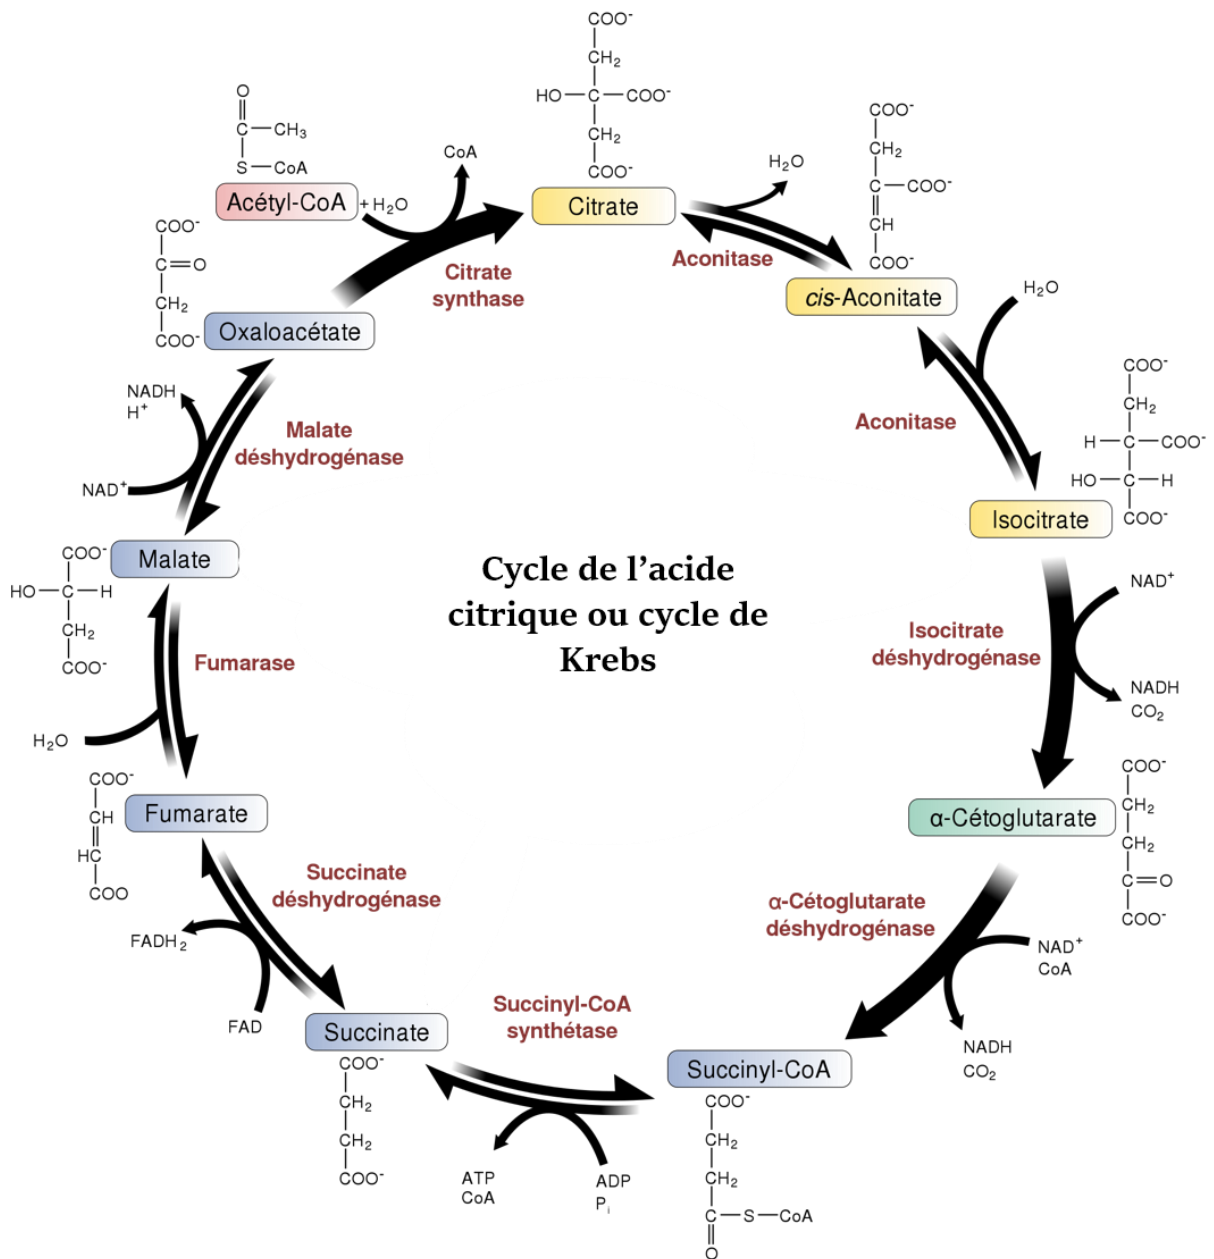 COO-
CH2
HO—C—COO-
CH2
COO-
Citrate
O
C—CH3
S—CoA
Acétyl-CoA
+ H2O
CoA
Citrate
synthase
H2O
Aconitase
COO-
CH2
C—COO-
CH
COO-
cis-Aconitate
H2O
Aconitase
COO-
CH2
H—C—COO-
HO—C—H
COO-
Isocitrate
NAD+
Isocitrate
déshydrogénase
NADH
CO2
COO-
CH2
CH2
C=O
COO-
α-Cétoglutarate
α-Cétoglutarate
déshydrogénase
NAD+
CoA
NADH
CO2
Succinyl-CoA
COO-
CH2
CH2
C—S—CoA
O
Succinyl-CoA
synthétase
ADP
Pi
ATP
CoA
Succinate
COO-
CH2
CH2
COO-
Succinate
déshydrogénase
FAD
FADH2
Fumarate
COO-
CH
HC
COO
H2O
Fumarase
Malate
COO-
HO—C—H
CH2
COO-
Malate
déshydrogénase
NAD+
NADH
H+
Oxaloacétate
COO-
C=O
CH2
COO-
Cycle de l’acide
citrique ou cycle de
Krebs